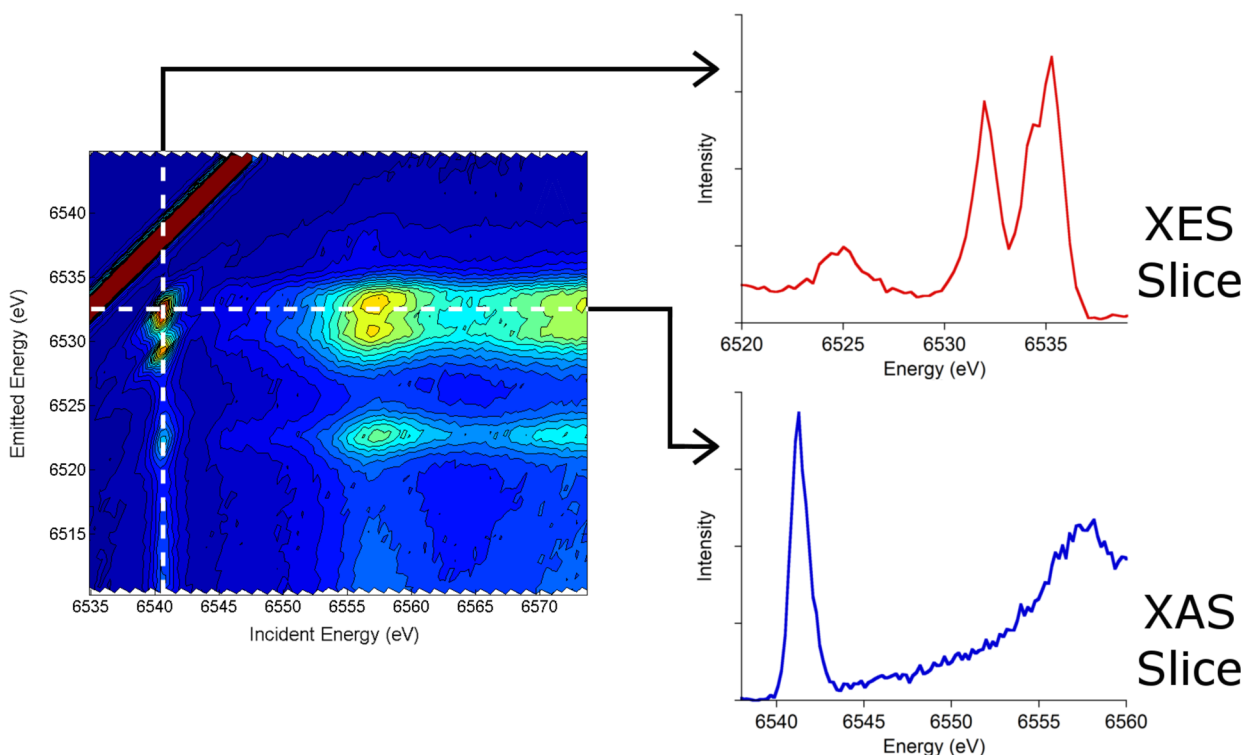 Emitted Energy (eV)
6540
6535
6530
6525
6520
6515
6535 6540 6545 6550 6555 6560 6565 6570
Incident Energy (eV)
Intensity
6520 6525 6530 6535
Energy (eV)
XES
Slice
Intensity
6540 6545 6550 6555 6560
Energy (eV)
XAS
Slice